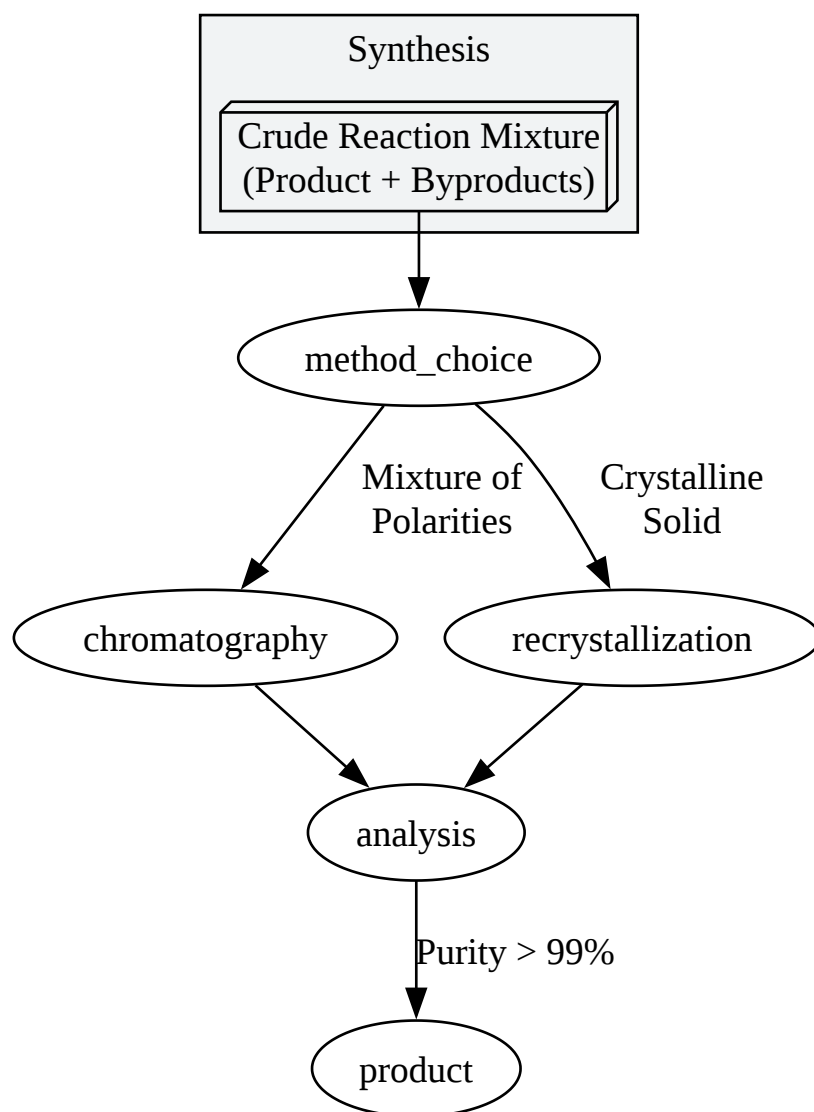 Synthesis
Crude Reaction Mixture
(Product + Byproducts)
method_choice
Mixture of
Polarities
Crystalline
Solid
chromatography
recrystallization
analysis
Purity > 99%
product